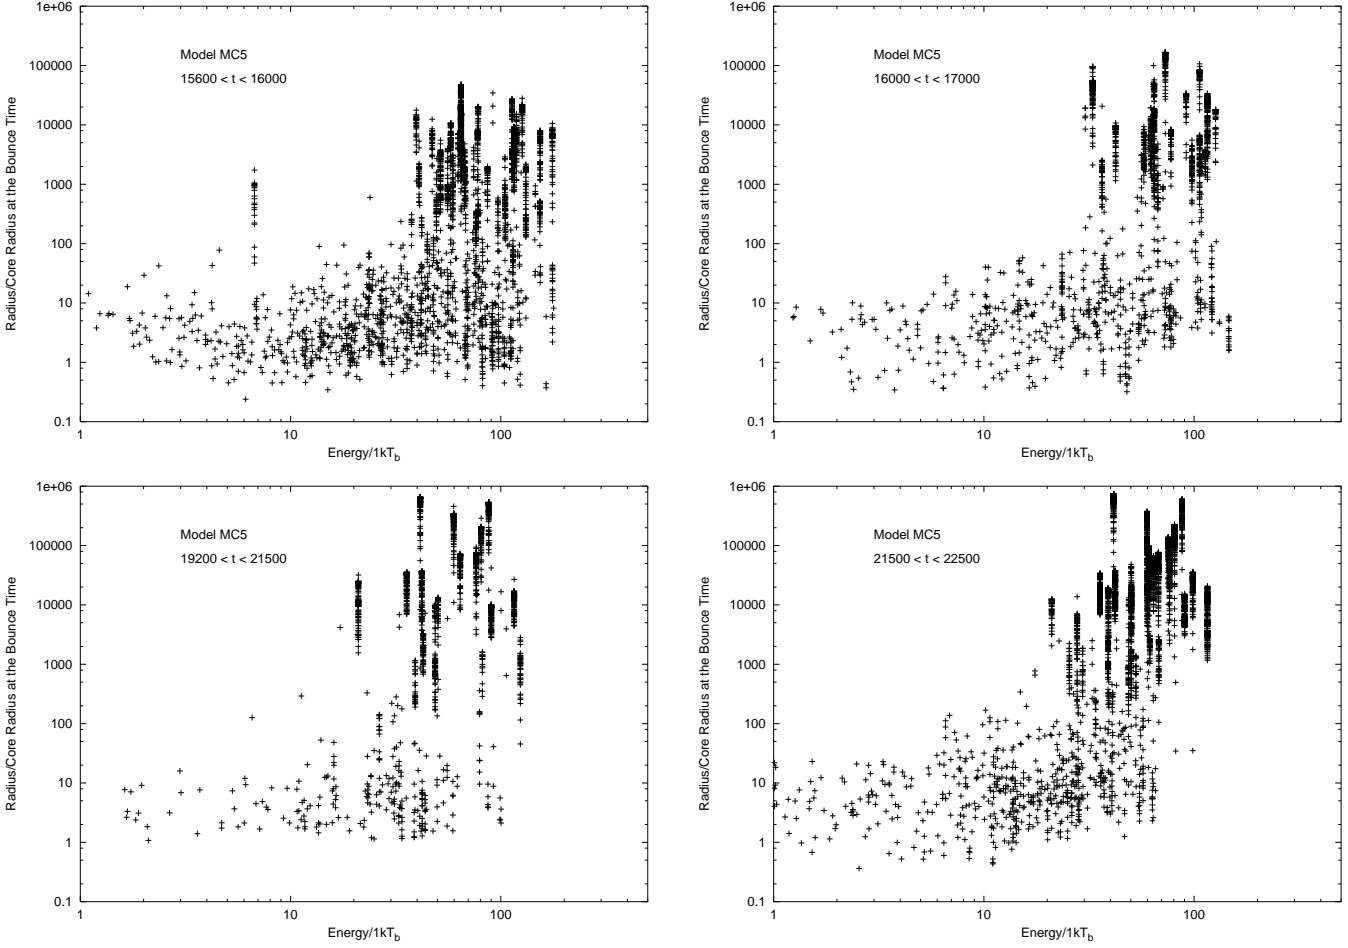 1e+06
100000
10000
1000
100
10
1
0.1
1
10
100
Radius/Core Radius at the Bounce Time
Energy/1kT_b
Model MC5
15600 < t < 16000
1e+06
100000
10000
1000
100
10
1
0.1
1
10
100
Radius/Core Radius at the Bounce Time
Energy/1kT_b
Model MC5
16000 < t < 17000
1e+06
100000
10000
1000
100
10
1
0.1
1
10
100
Radius/Core Radius at the Bounce Time
Energy/1kT_b
Model MC5
19200 < t < 21500
1e+06
100000
10000
1000
100
10
1
0.1
1
10
100
Radius/Core Radius at the Bounce Time
Energy/1kT_b
Model MC5
21500 < t < 22500